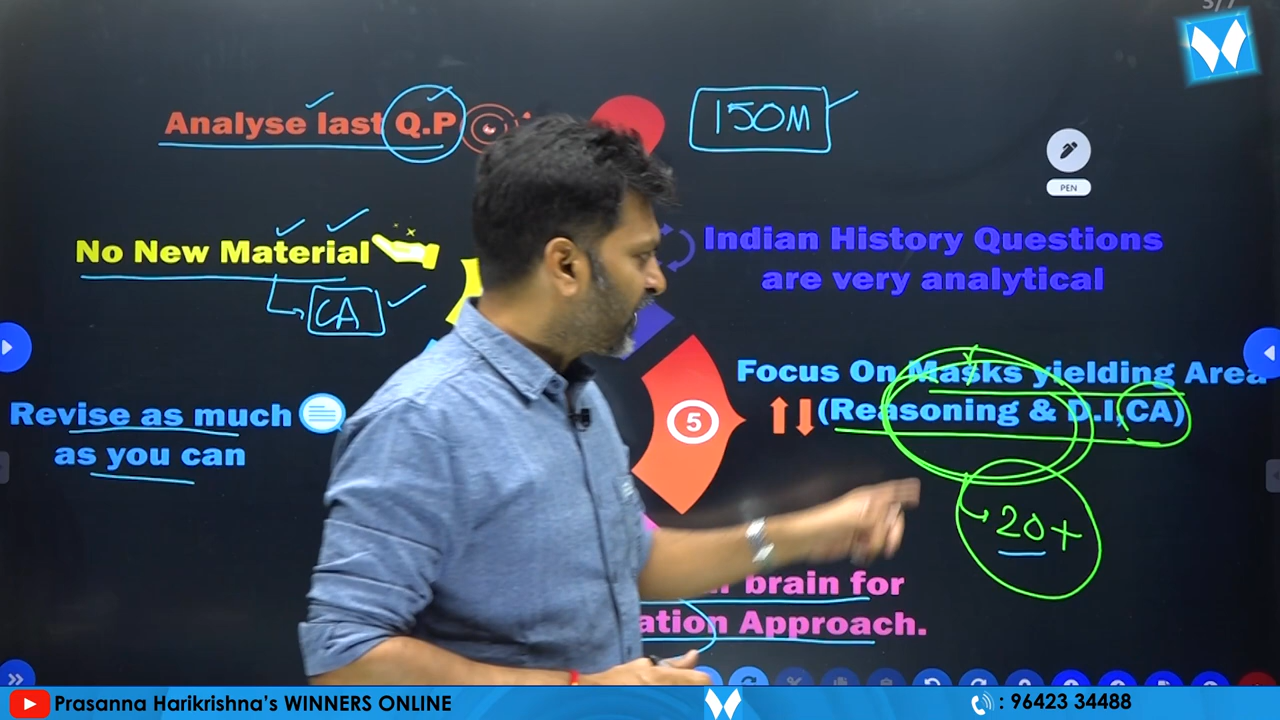 3/7
Analyse last Q.P
150M
PEN
No New Material
CA
Indian History Questions
are very analytical
Revise as much
as you can
5
Focus On Masks yielding Area
(Reasoning & D.I,CA)
20+
brain for
Approach.
Prasanna Harikrishna's WINNERS ONLINE
: 96423 34488